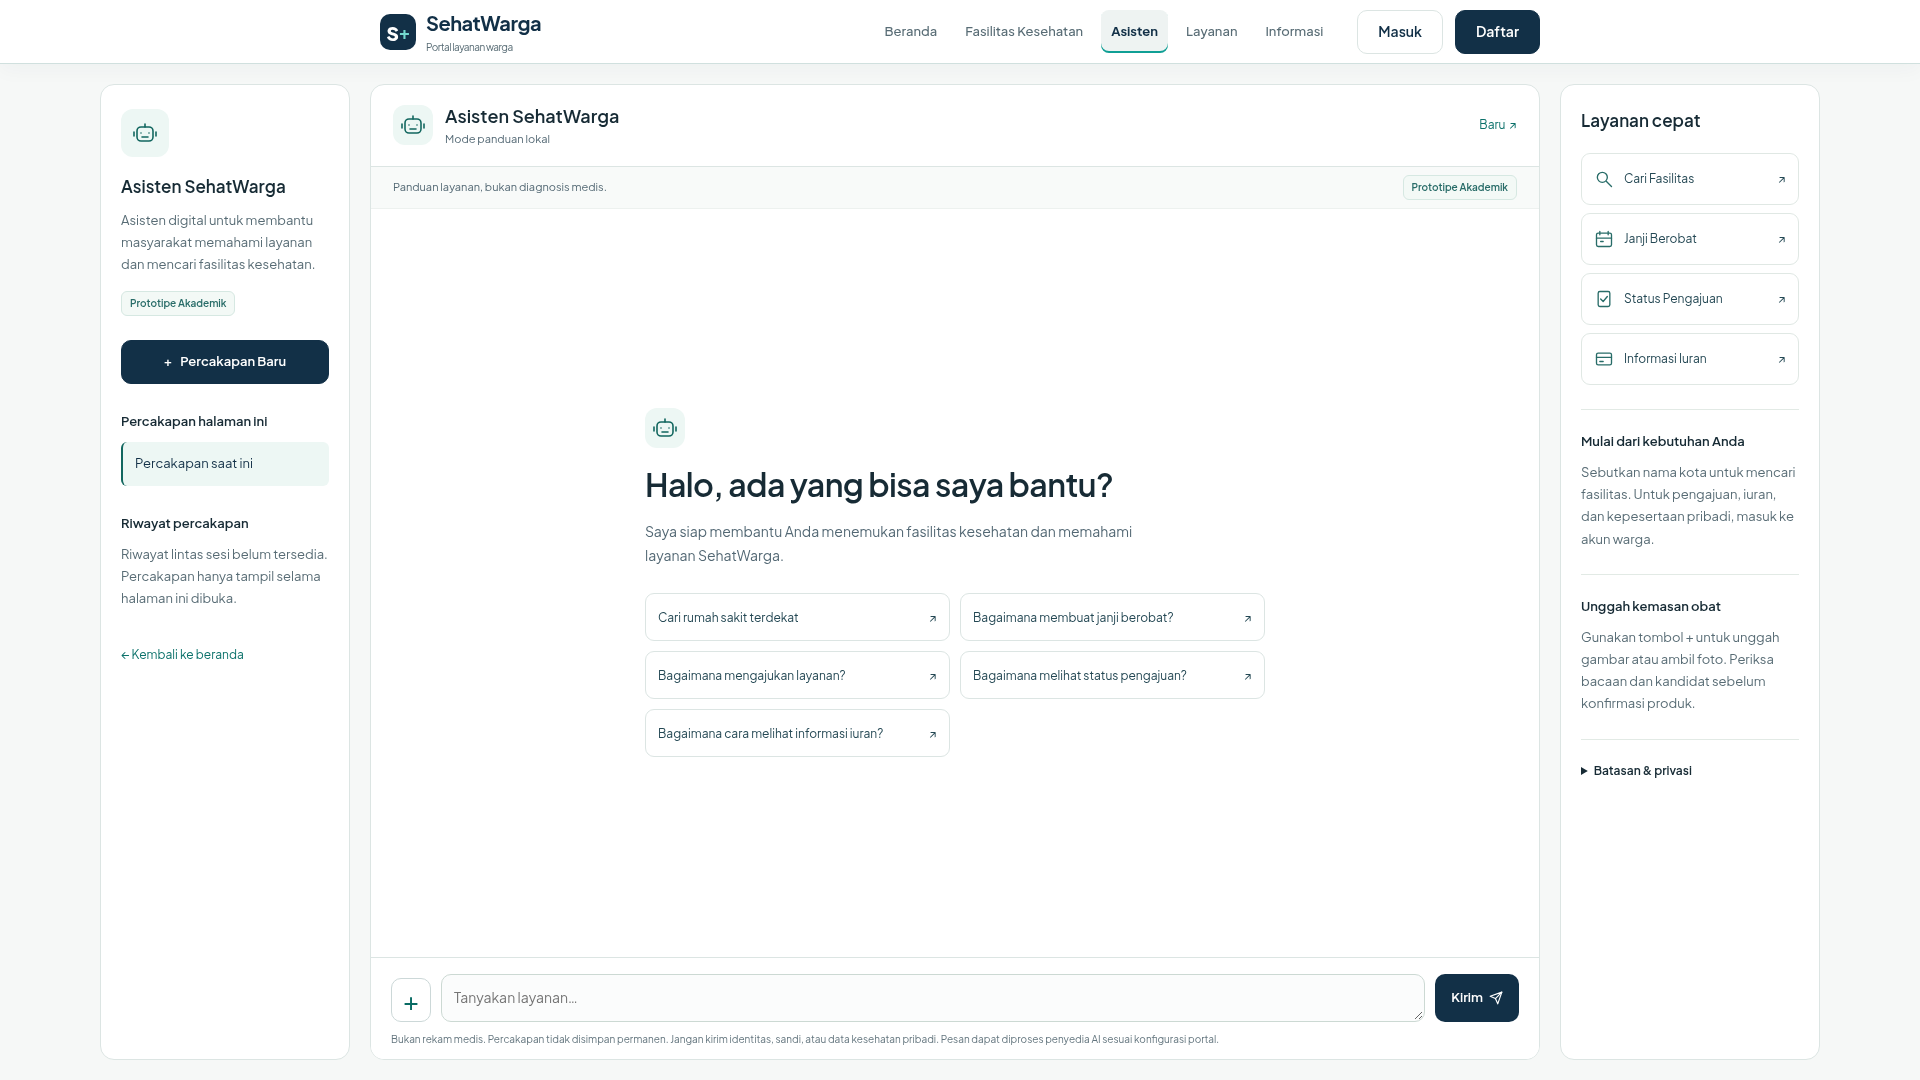 S+
SehatWarga
Portal layanan warga
Beranda
Fasilitas Kesehatan
Asisten
Layanan
Informasi
Masuk
Daftar
Asisten SehatWarga
Asisten digital untuk membantu
masyarakat memahami layanan
dan mencari fasilitas kesehatan.
Prototipe Akademik
+ Percakapan Baru
Percakapan halaman ini
Percakapan saat ini
Riwayat percakapan
Riwayat lintas sesi belum tersedia.
Percakapan hanya tampil selama
halaman ini dibuka.
← Kembali ke beranda
Asisten SehatWarga
Mode panduan lokal
Baru ↗
Panduan layanan, bukan diagnosis medis.
Prototipe Akademik
Halo, ada yang bisa saya bantu?
Saya siap membantu Anda menemukan fasilitas kesehatan dan memahami
layanan SehatWarga.
Cari rumah sakit terdekat ↗
Bagaimana membuat janji berobat? ↗
Bagaimana mengajukan layanan? ↗
Bagaimana melihat status pengajuan? ↗
Bagaimana cara melihat informasi iuran? ↗
+
Tanyakan layanan...
Kirim
Bukan rekam medis. Percakapan tidak disimpan permanen. Jangan kirim identitas, sandi, atau data kesehatan pribadi. Pesan dapat diproses penyedia AI sesuai konfigurasi portal.
Layanan cepat
Cari Fasilitas ↗
Janji Berobat ↗
Status Pengajuan ↗
Informasi Iuran ↗
Mulai dari kebutuhan Anda
Sebutkan nama kota untuk mencari
fasilitas. Untuk pengajuan, iuran,
dan kepesertaan pribadi, masuk ke
akun warga.
Unggah kemasan obat
Gunakan tombol + untuk unggah
gambar atau ambil foto. Periksa
bacaan dan kandidat sebelum
konfirmasi produk.
▶ Batasan & privasi